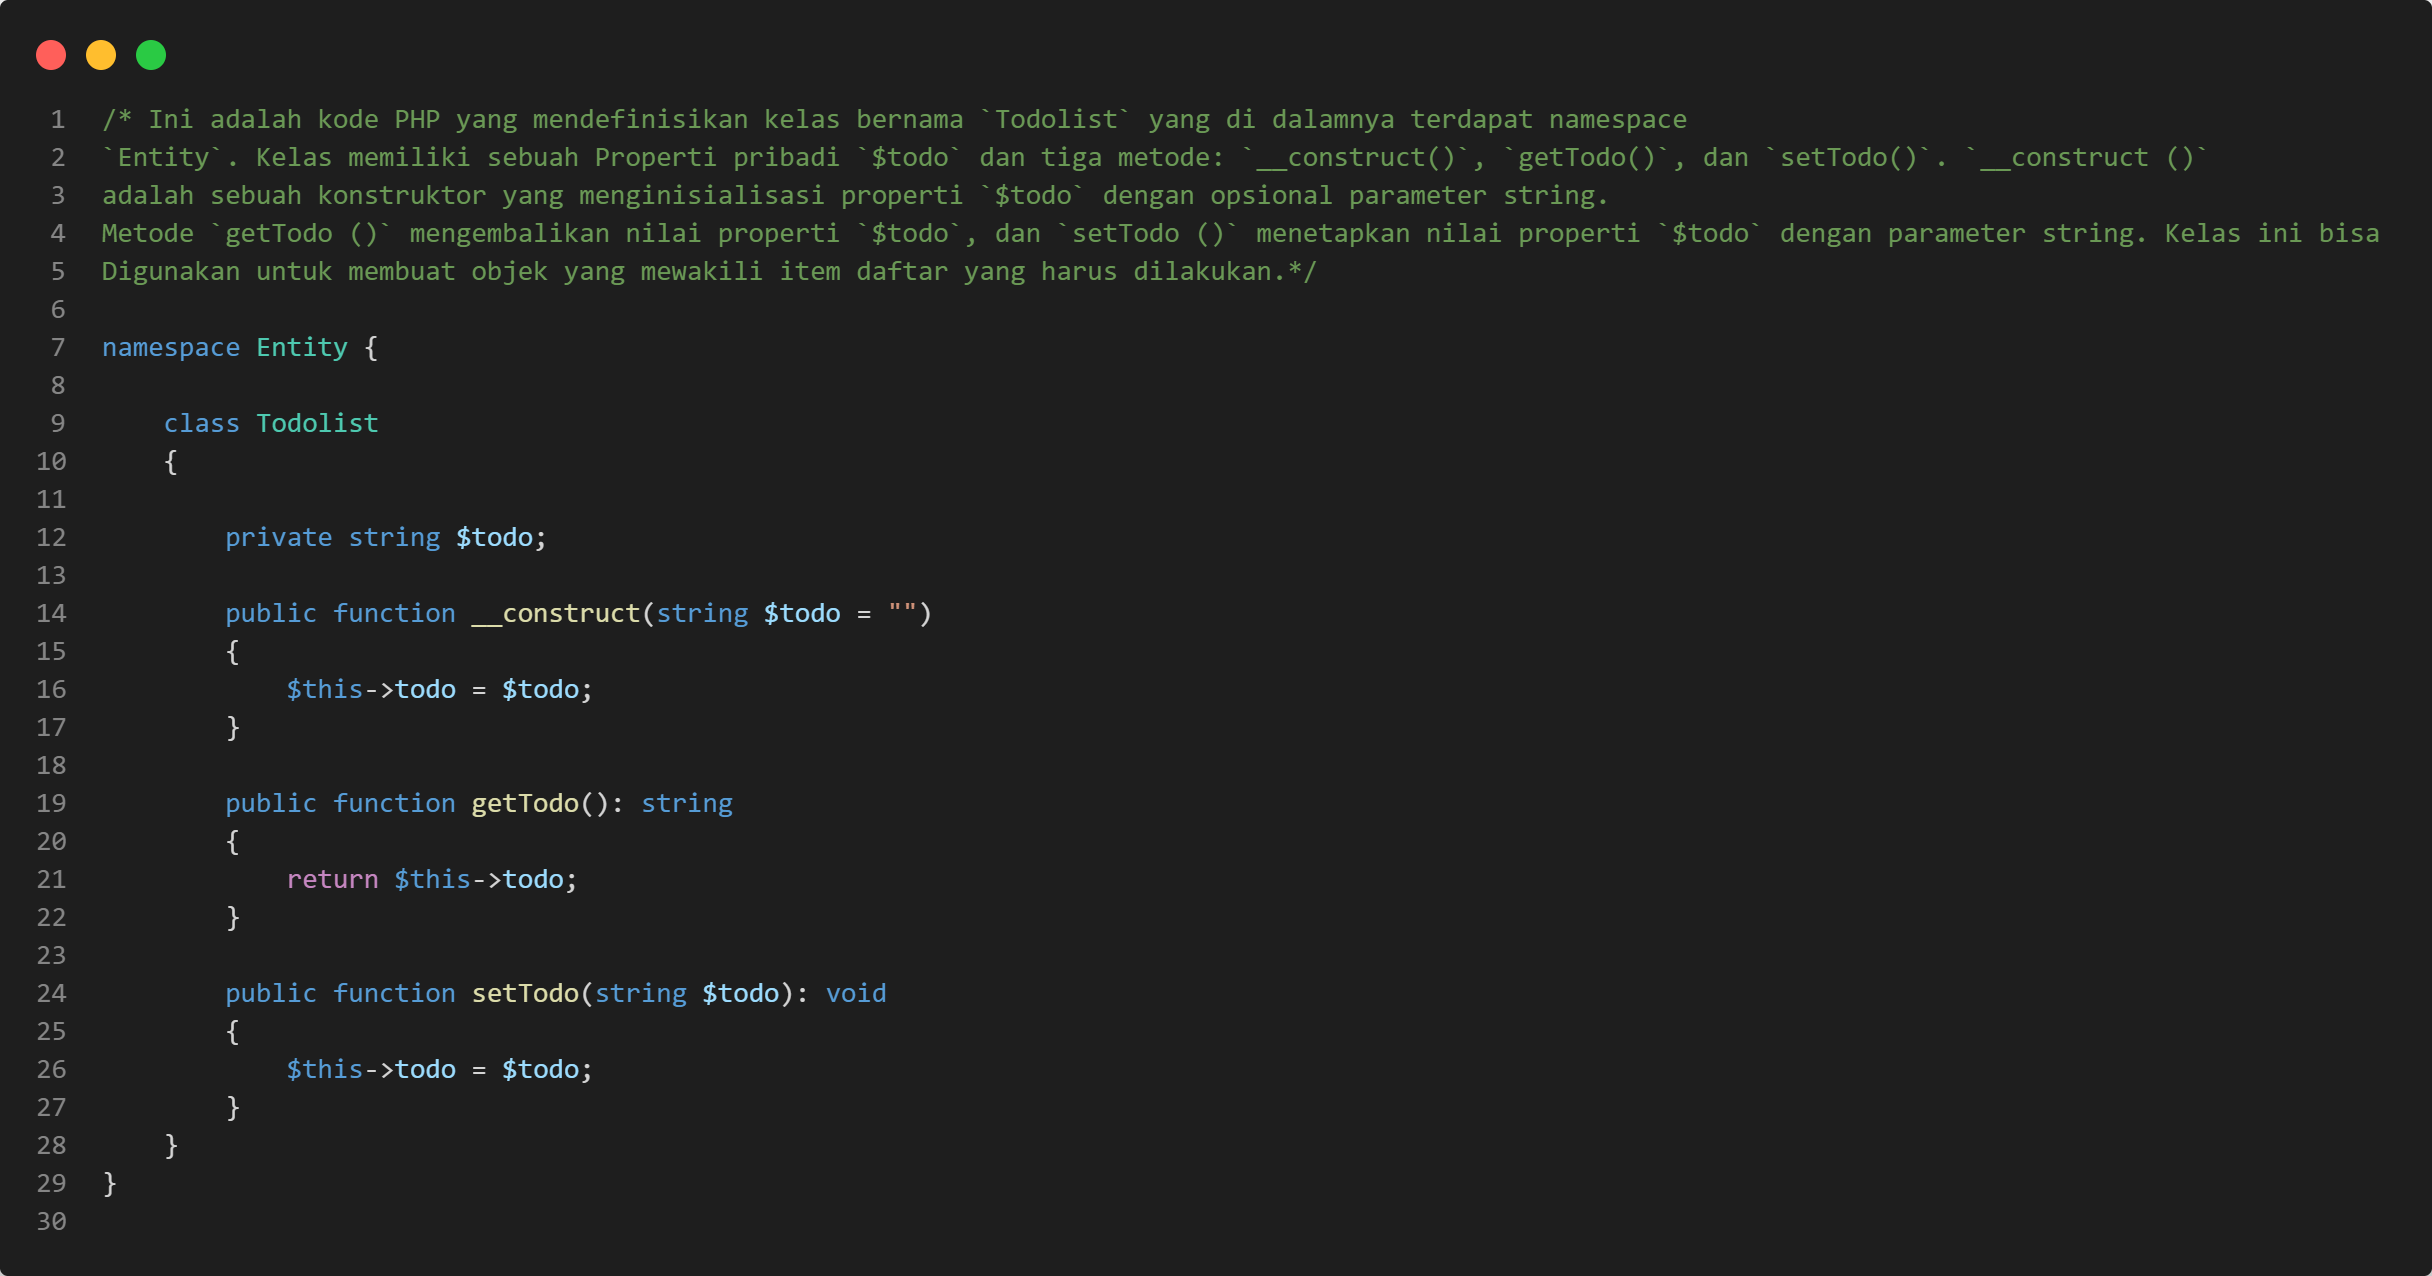 1 /* Ini adalah kode PHP yang mendefinisikan kelas bernama `Todolist` yang di dalamnya terdapat namespace
2 `Entity`. Kelas memiliki sebuah Properti pribadi `$todo` dan tiga metode: `__construct()`, `getTodo()`, dan `setTodo()`. `__construct ()`
3 adalah sebuah konstruktor yang menginisialisasi properti `$todo` dengan opsional parameter string.
4 Metode `getTodo ()` mengembalikan nilai properti `$todo`, dan `setTodo ()` menetapkan nilai properti `$todo` dengan parameter string. Kelas ini bisa
5 Digunakan untuk membuat objek yang mewakili item daftar yang harus dilakukan.*/
6
7 namespace Entity {
8
9     class Todolist
10     {
11
12         private string $todo;
13
14         public function __construct(string $todo = "")
15         {
16             $this->todo = $todo;
17         }
18
19         public function getTodo(): string
20         {
21             return $this->todo;
22         }
23
24         public function setTodo(string $todo): void
25         {
26             $this->todo = $todo;
27         }
28     }
29 }
30